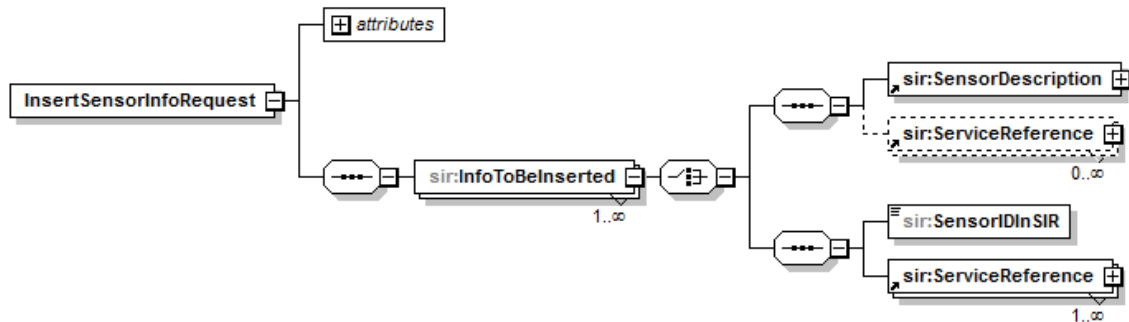 attributes
InsertSensorInfoRequest
sir:SensorDescription
sir:ServiceReference
0..∞
sir:InfoToBeInserted
1..∞
sir:SensorIDInSIR
sir:ServiceReference
1..∞